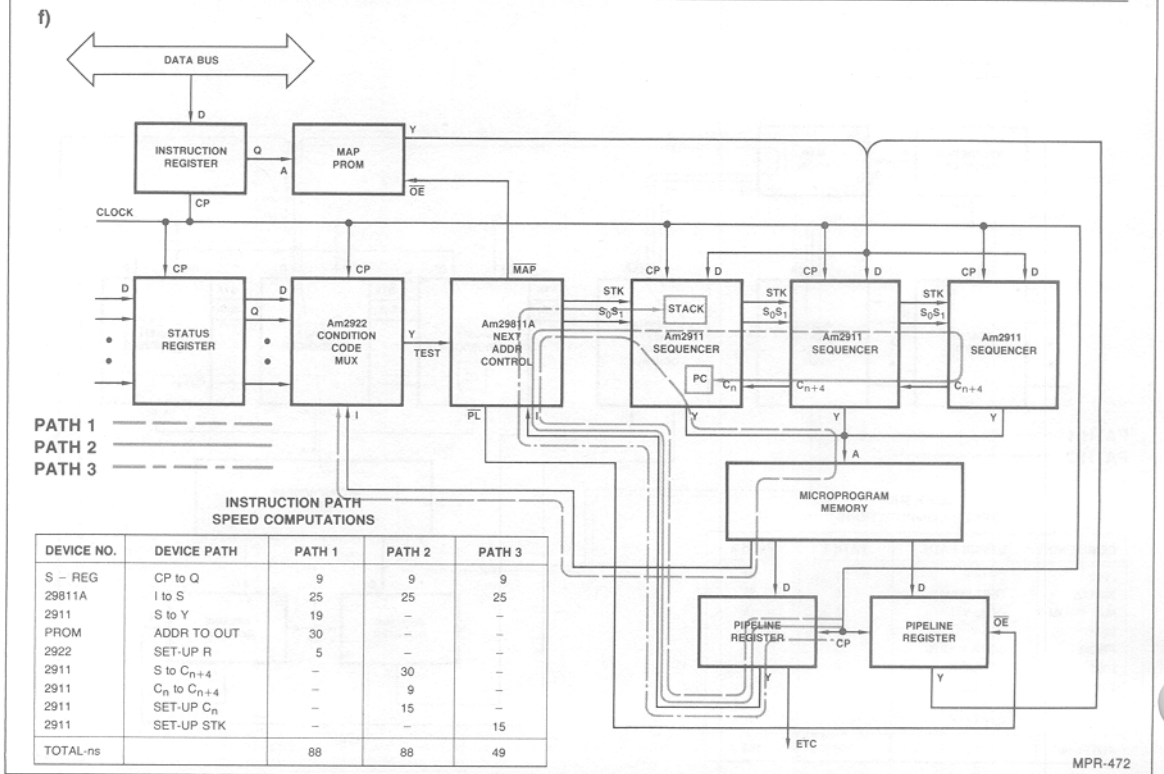 f)
DATA BUS
D
INSTRUCTION
REGISTER
Q
A
MAP
PROM
Y
OE
CP
CLOCK
CP
CP
MAP
CP
D
CP
D
CP
D
D
STATUS
REGISTER
Q
D
Am2922
CONDITION
CODE
MUX
Y
TEST
Am29811A
NEXT
ADDR
CONTROL
STK
S0S1
STACK
Am2911
SEQUENCER
PC
Cn
STK
S0S1
Am2911
SEQUENCER
Cn+4
STK
S0S1
Am2911
SEQUENCER
Cn+4
I
PL
I
Y
Y
Y
PATH 1
PATH 2
PATH 3
A
MICROPROGRAM
MEMORY
D
D
PIPELINE
REGISTER
CP
PIPELINE
REGISTER
OE
Y
Y
ETC
INSTRUCTION PATH
SPEED COMPUTATIONS
DEVICE NO. DEVICE PATH PATH 1 PATH 2 PATH 3
S – REG CP to Q 9 9 9
29811A I to S 25 25 25
2911 S to Y 19 – –
PROM ADDR TO OUT 30 – –
2922 SET-UP R 5 – –
2911 S to Cn+4 – 30 –
2911 Cn to Cn+4 – 9 –
2911 SET-UP Cn – 15 –
2911 SET-UP STK – – 15
TOTAL-ns 88 88 49
MPR-472